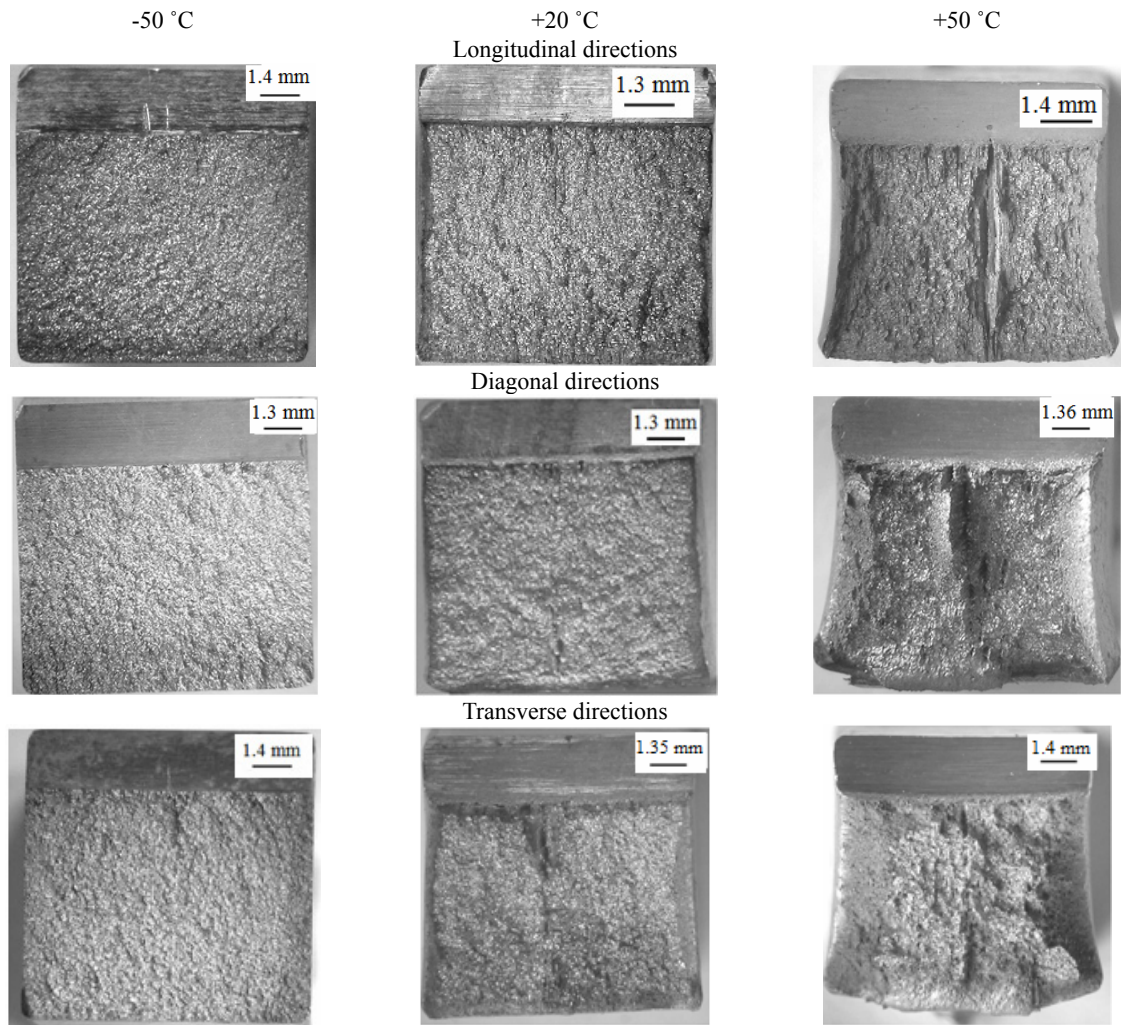 -50 ˚C +20 ˚C +50 ˚C
Longitudinal directions
1.4 mm 1.3 mm 1.4 mm
Diagonal directions
1.3 mm 1.3 mm 1.36 mm
Transverse directions
1.4 mm 1.35 mm 1.4 mm